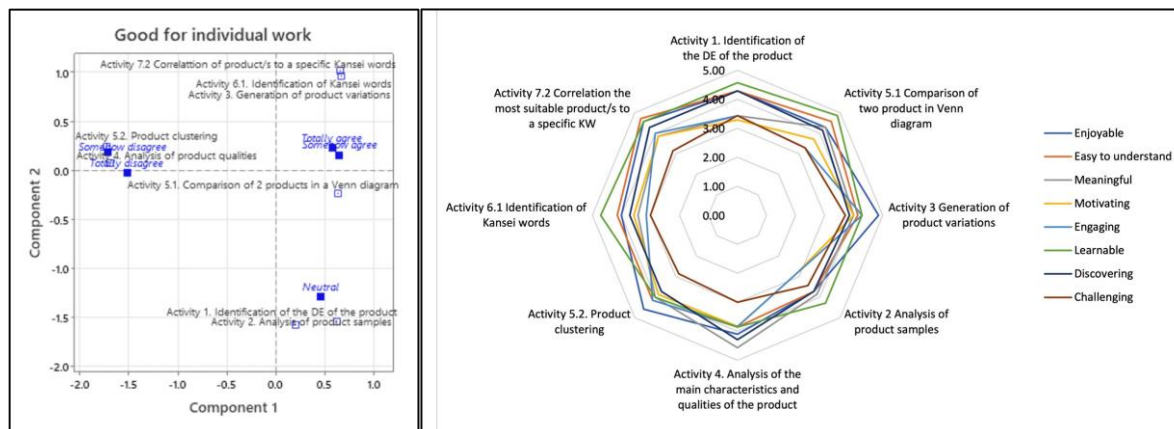 Good for individual work
Component 2
1.0
0.5
0.0
-0.5
-1.0
-1.5
-2.0
Activity 7.2 Correlattion of product/s to a specific Kansei words
Activity 6.1. Identification of Kansei words
Activity 3. Generation of product variations
Activity 5.2. Product clustering
Somehow disagree
Activity 4. Analysis of product qualities
Totally disagree
Totally agree
Somehow agree
Activity 5.1. Comparison of 2 products in a Venn diagram
Neutral
Activity 1. Identification of the DE of the product
Activity 2. Analysis of product samples
-2.0 -1.5 -1.0 -0.5 0.0 0.5 1.0
Component 1
Activity 1. Identification of
the DE of the product
5.00
4.00
3.00
2.00
1.00
0.00
Activity 5.1 Comparison of
two product in Venn
diagram
Activity 3 Generation of
product variations
Activity 2 Analysis of
product samples
Activity 4. Analysis of the
main characteristics and
qualities of the product
Activity 5.2. Product
clustering
Activity 6.1 Identification of
Kansei words
Activity 7.2 Correlation the
most suitable product/s to
a specific KW
Enjoyable
Easy to understand
Meaningful
Motivating
Engaging
Learnable
Discovering
Challenging